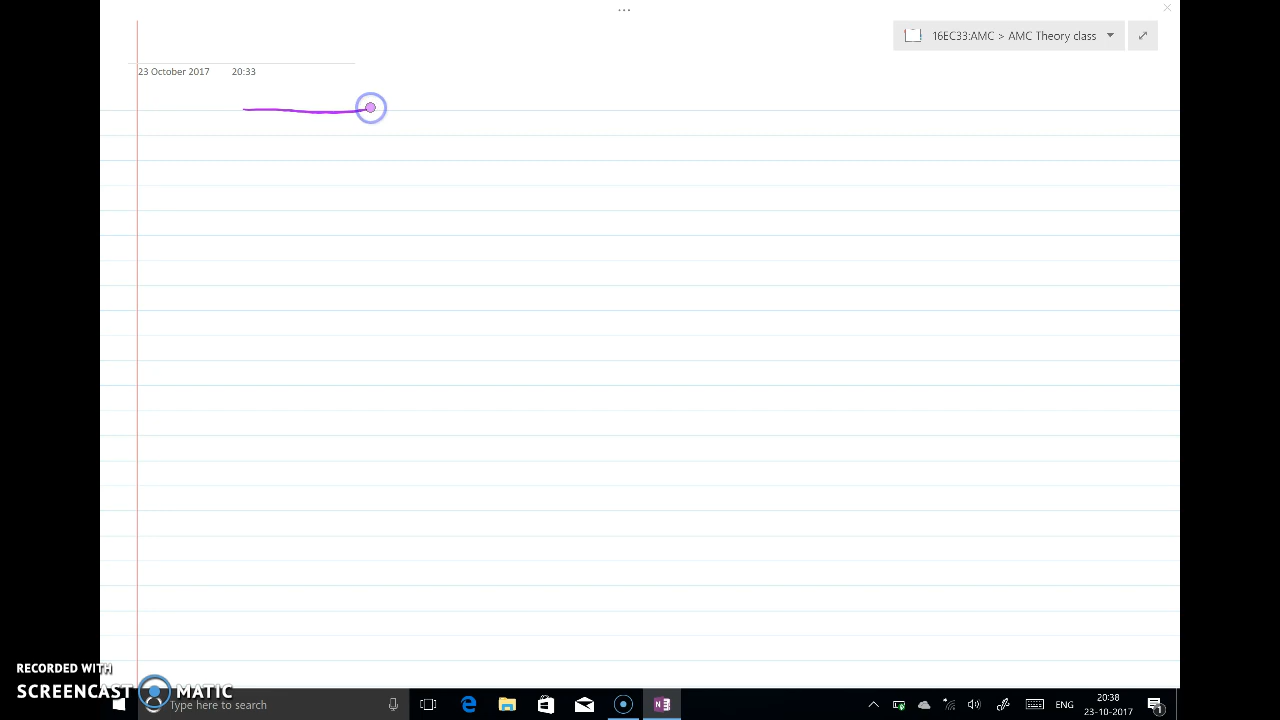 ...
16EC33:AMC > AMC Theory class
23 October 2017 20:33
RECORDED WITH
SCREENCAST MATIC
Type here to search
ENG
20:38
23-10-2017
1